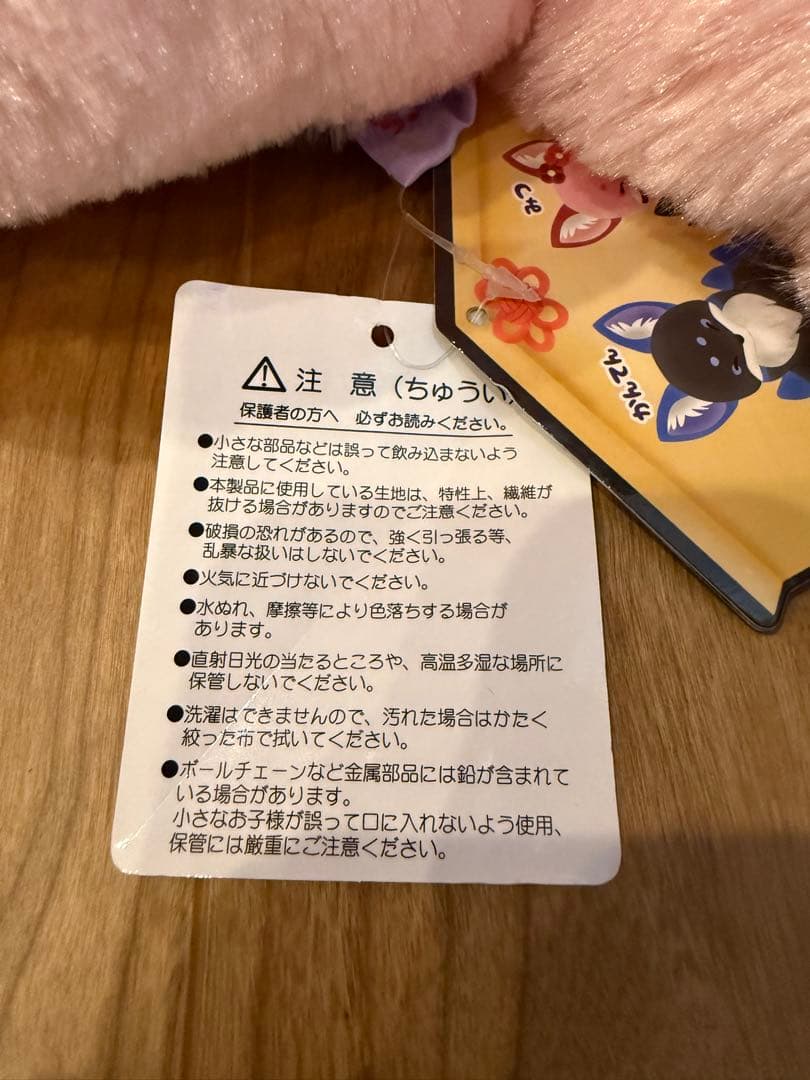 しゅ
かんてん
注 意（ちゅうい）
保護者の方へ 必ずお読みください。
●小さな部品などは誤って飲み込まないよう
注意してください。
●本製品に使用している生地は、特性上、繊維が
抜ける場合がありますのでご注意ください。
●破損の恐れがあるので、強く引っ張る等、
乱暴な扱いはしないでください。
●火気に近づけないでください。
●水ぬれ、摩擦等により色落ちする場合が
あります。
●直射日光の当たるところや、高温多湿な場所に
保管しないでください。
●洗濯はできませんので、汚れた場合はかたく
絞った布で拭いてください。
●ボールチェーンなど金属部品には鉛が含まれて
いる場合があります。
小さなお子様が誤って口に入れないよう使用、
保管には厳重にご注意ください。